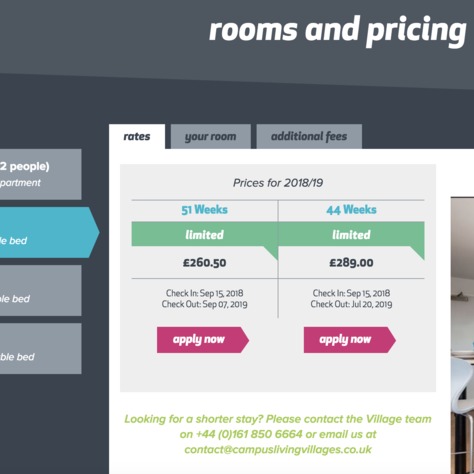 rooms and pricing
rates
your room
additional fees
2 people)
partment
le bed
ble bed
ble bed
Prices for 2018/19
51 Weeks
44 Weeks
limited
limited
£260.50
£289.00
Check In: Sep 15, 2018
Check Out: Sep 07, 2019
Check In: Sep 15, 2018
Check Out: Jul 20, 2019
apply now
apply now
Looking for a shorter stay? Please contact the Village team
on +44 (0)161 850 6664 or email us at
contact@campuslivingvillages.co.uk